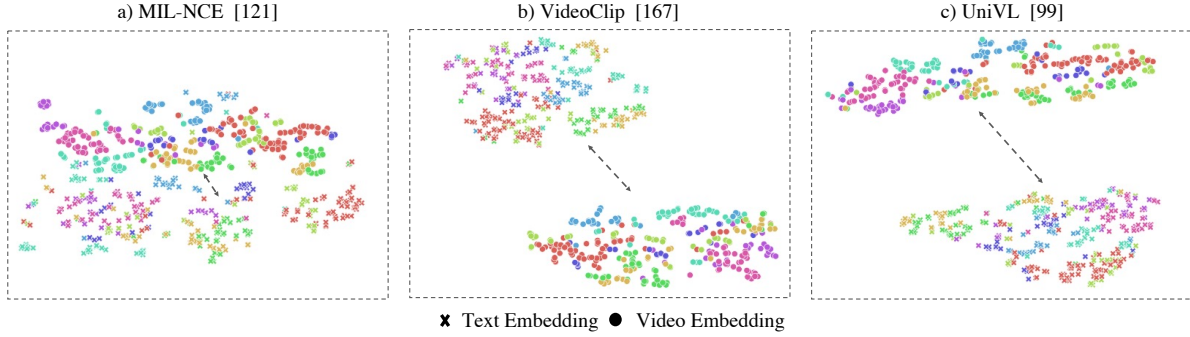 a) MIL-NCE [121]
b) VideoClip [167]
c) UniVL [99]
Text Embedding Video Embedding